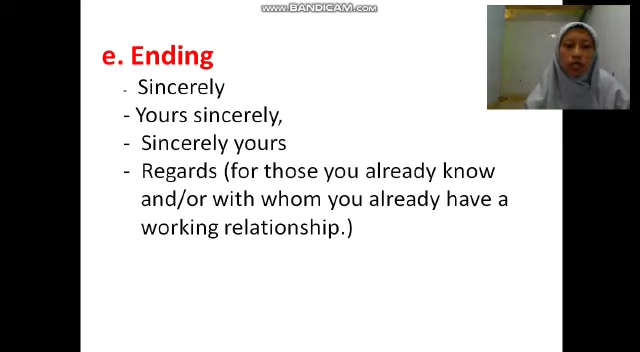 www.BANDICAM.com
e. Ending
- Sincerely
- Yours sincerely,
- Sincerely yours
- Regards (for those you already know
and/or with whom you already have a
working relationship.)